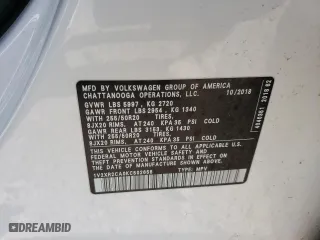 MFD BY VOLKSWAGEN GROUP OF AMERICA
CHATTANOOGA OPERATIONS, LLC. 10/2018
GVWR LBS 5997, KG 2720
GAWR FRONT LBS 2954, KG 1340
WITH 255/50R20 TIRES,
9JX20 RIMS, AT 240 KPA 35 PSI COLD
GAWR REAR LBS 3153, KG 1430
WITH 255/50R20 TIRES,
9JX20 RIMS, AT 240 KPA 35 PSI COLD
THIS VEHICLE CONFORMS TO ALL APPLICABLE
FEDERAL MOTOR VEHICLE SAFETY AND
THEFT PREVENTION STANDARDS IN EFFECT ON
THE DATE OF MANUFACTURE SHOWN ABOVE.
TYPE: MPV